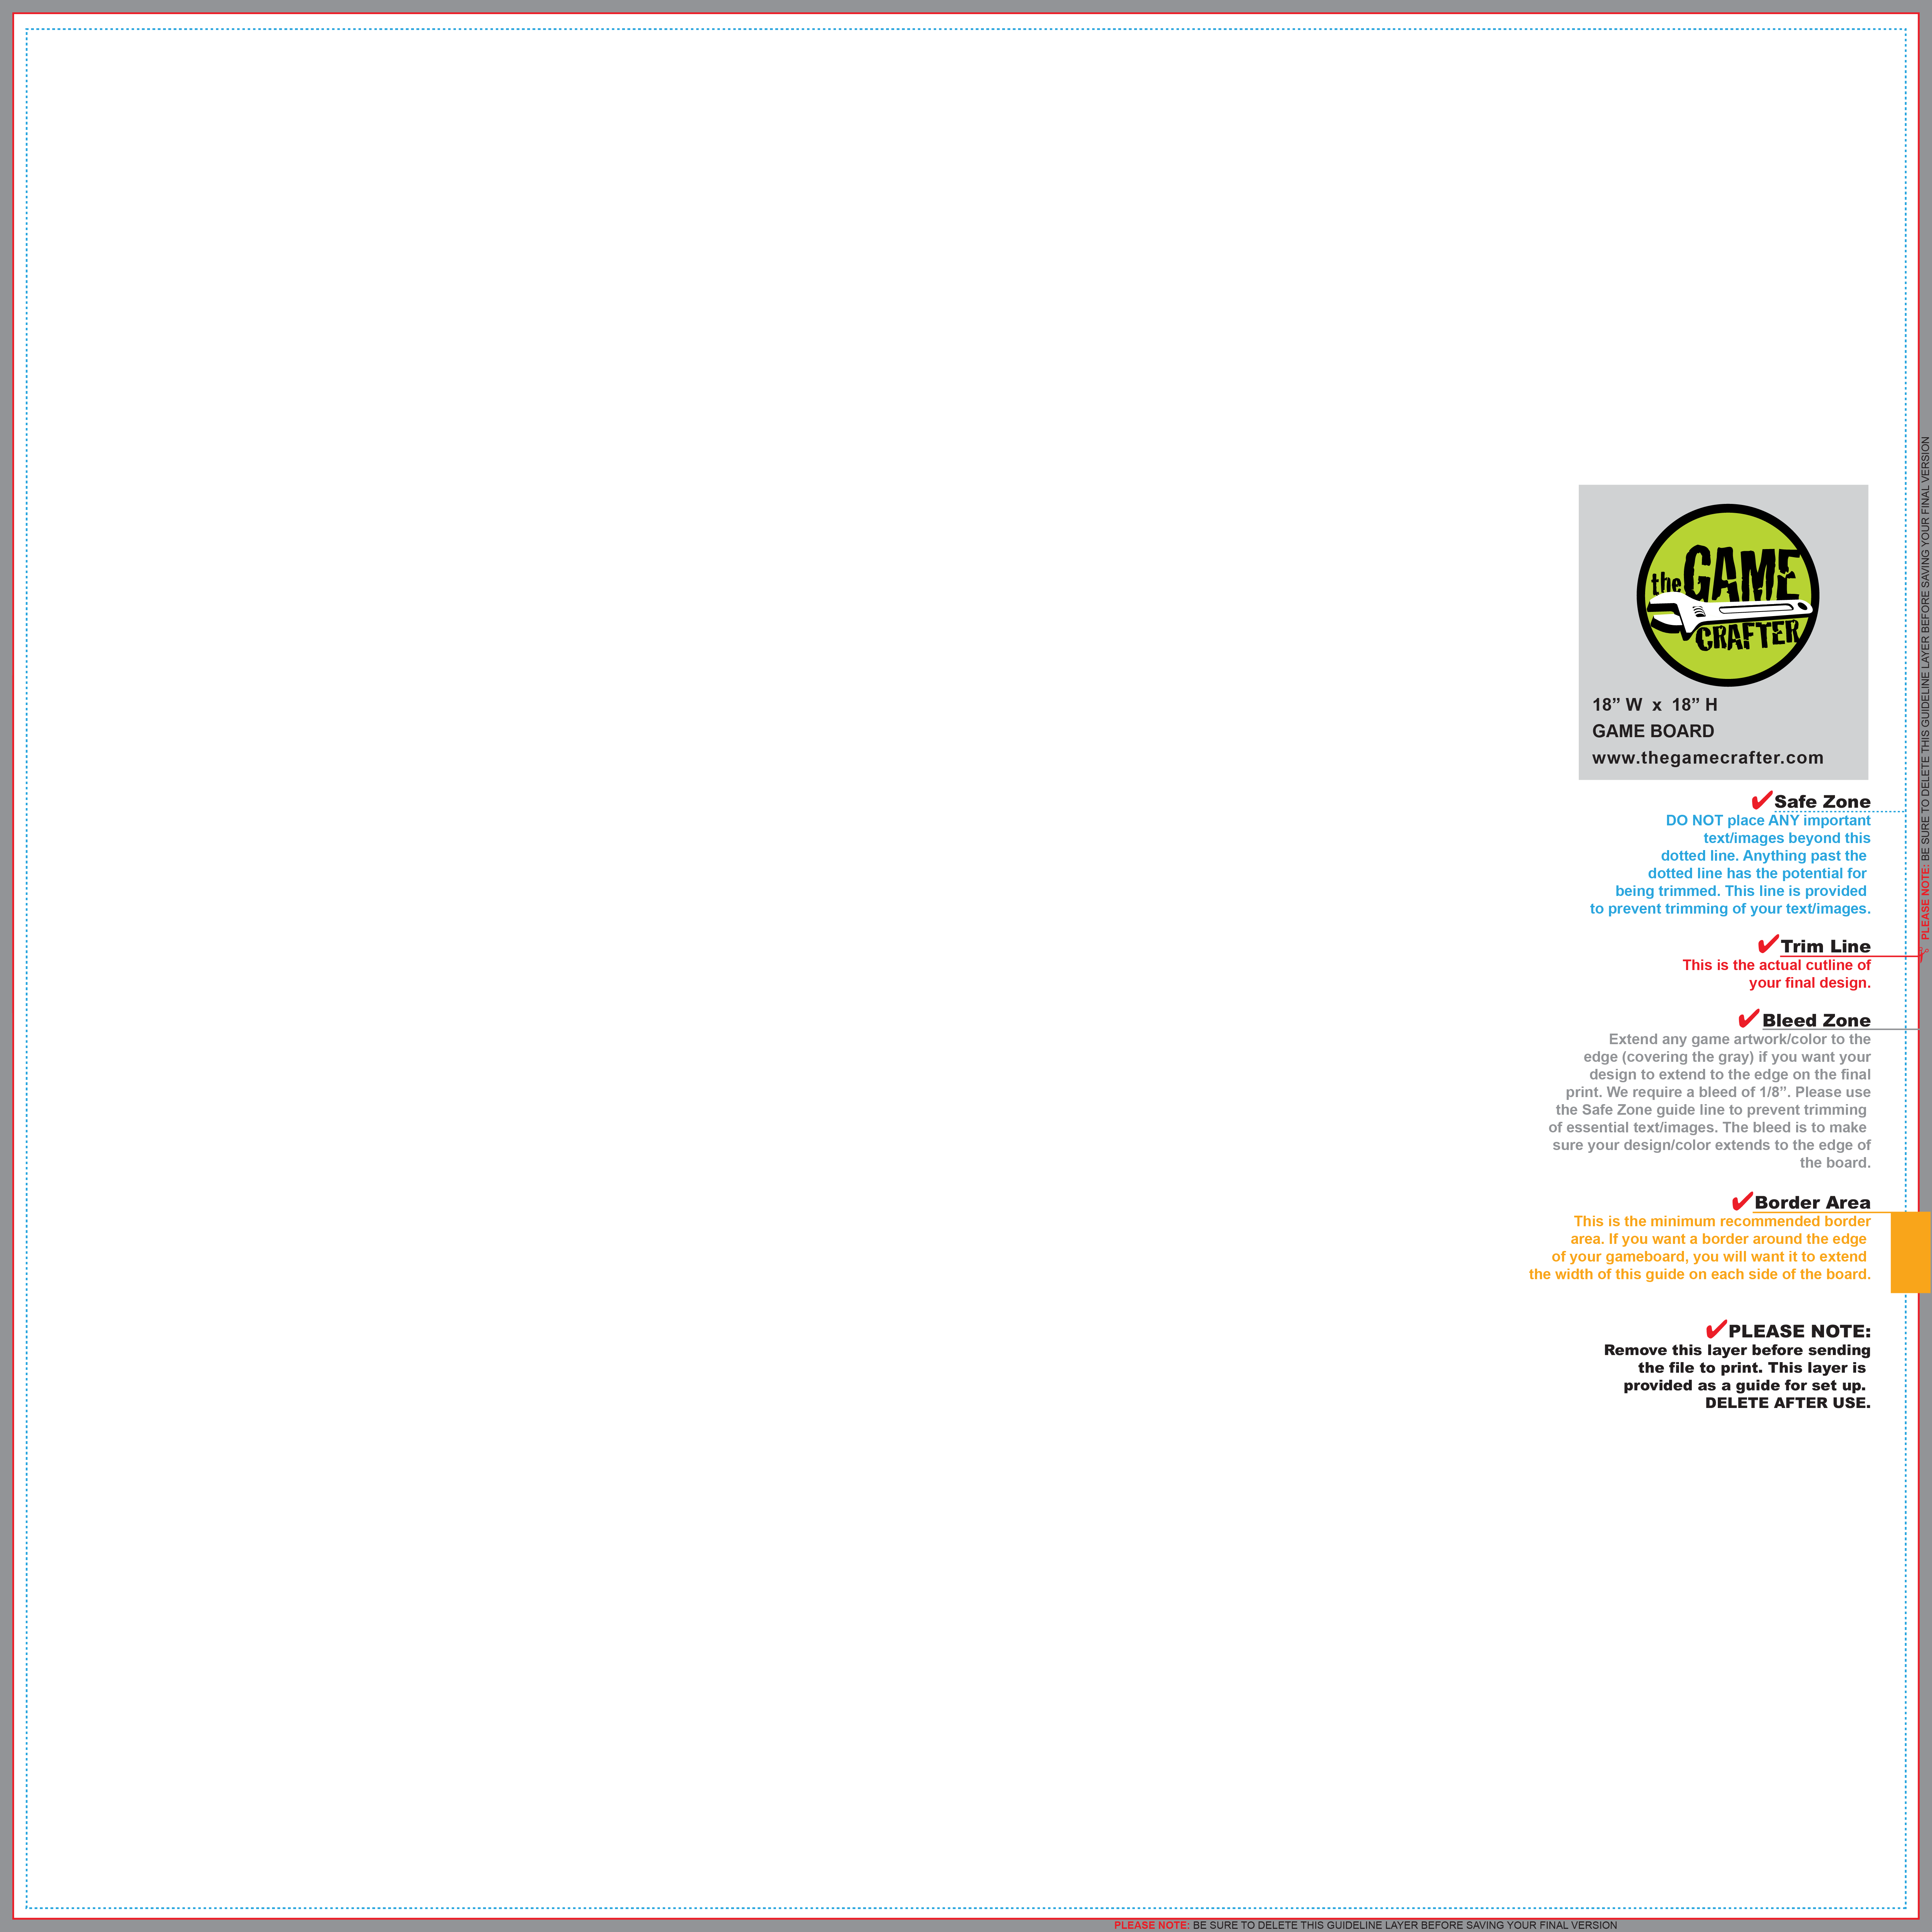 the GAME
CRAFTER
18” W x 18” H
GAME BOARD
www.thegamecrafter.com
Safe Zone
DO NOT place ANY important
text/images beyond this
dotted line. Anything past the
dotted line has the potential for
being trimmed. This line is provided
to prevent trimming of your text/images.
Trim Line
This is the actual cutline of
your final design.
Bleed Zone
Extend any game artwork/color to the
edge (covering the gray) if you want your
design to extend to the edge on the final
print. We require a bleed of 1/8”. Please use
the Safe Zone guide line to prevent trimming
of essential text/images. The bleed is to make
sure your design/color extends to the edge of
the board.
Border Area
This is the minimum recommended border
area. If you want a border around the edge
of your gameboard, you will want it to extend
the width of this guide on each side of the board.
PLEASE NOTE:
Remove this layer before sending
the file to print. This layer is
provided as a guide for set up.
DELETE AFTER USE.
PLEASE NOTE: BE SURE TO DELETE THIS GUIDELINE LAYER BEFORE SAVING YOUR FINAL VERSION
PLEASE NOTE: BE SURE TO DELETE THIS GUIDELINE LAYER BEFORE SAVING YOUR FINAL VERSION